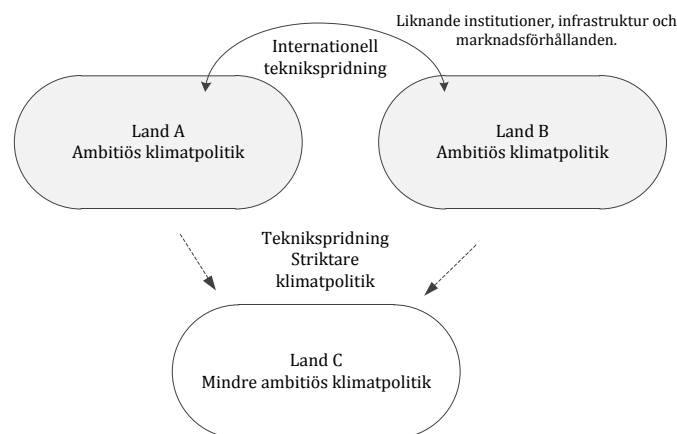 Liknande institutioner, infrastruktur och
marknadsförhållanden.
Internationell
teknikspridning
Land A
Ambitiös klimatpolitik
Land B
Ambitiös klimatpolitik
Teknikspridning
Striktare
klimatpolitik
Land C
Mindre ambitiös klimatpolitik